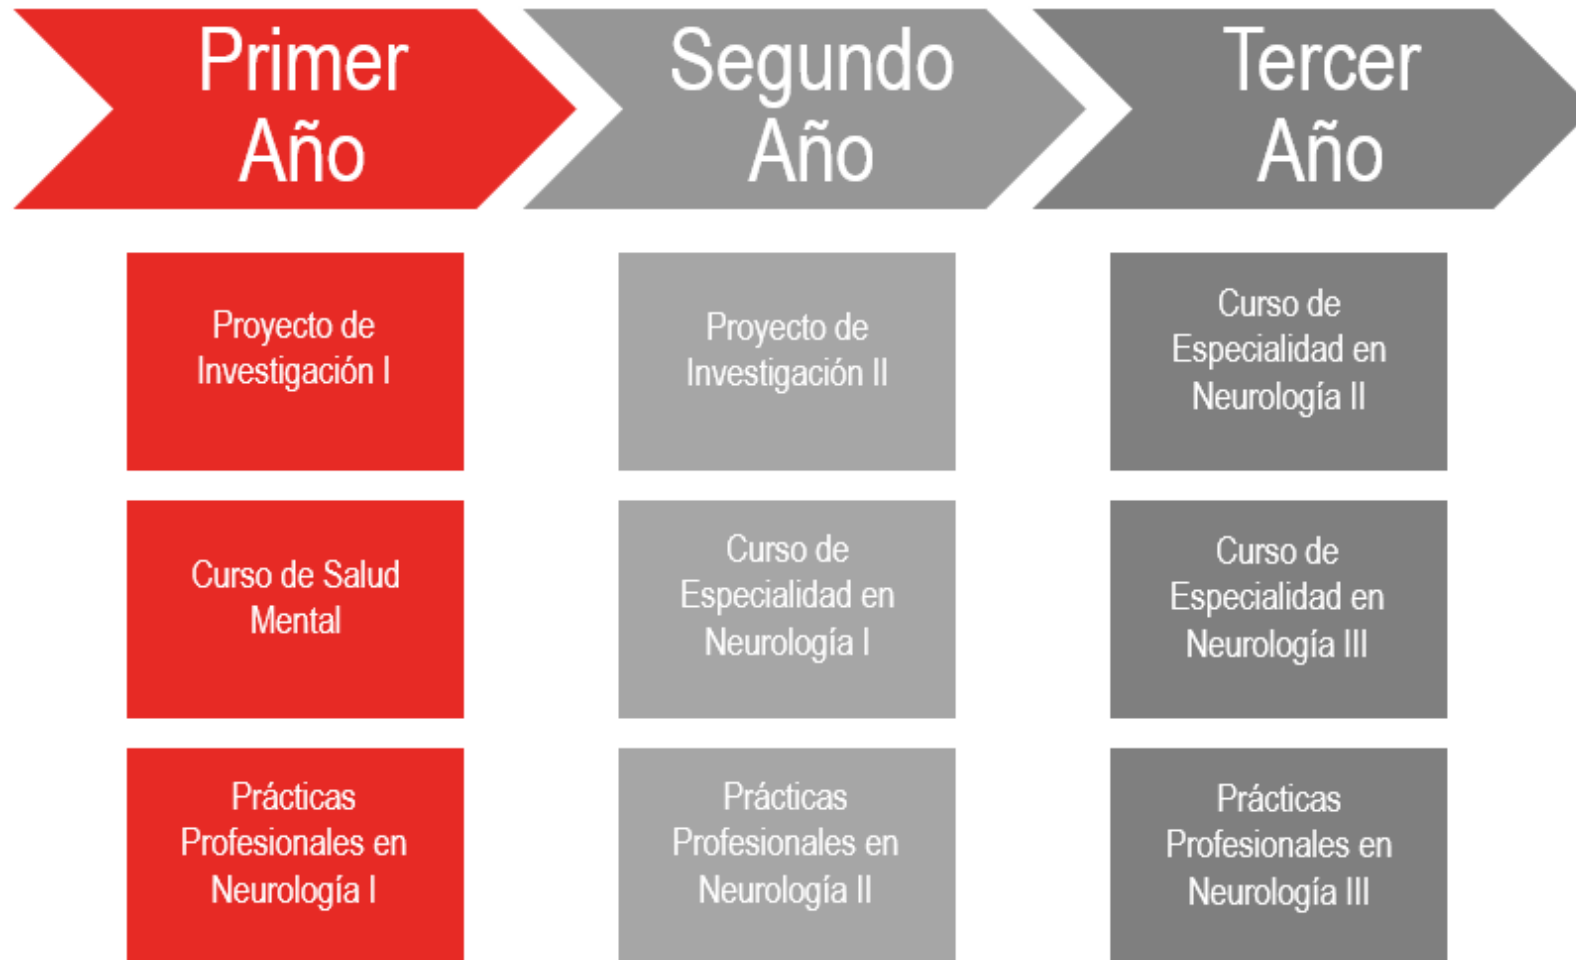 Primer
Año
Segundo
Año
Tercer
Año
Proyecto de
Investigación I
Proyecto de
Investigación II
Curso de
Especialidad en
Neurología II
Curso de Salud
Mental
Curso de
Especialidad en
Neurología I
Curso de
Especialidad en
Neurología III
Prácticas
Profesionales en
Neurología I
Prácticas
Profesionales en
Neurología II
Prácticas
Profesionales en
Neurología III